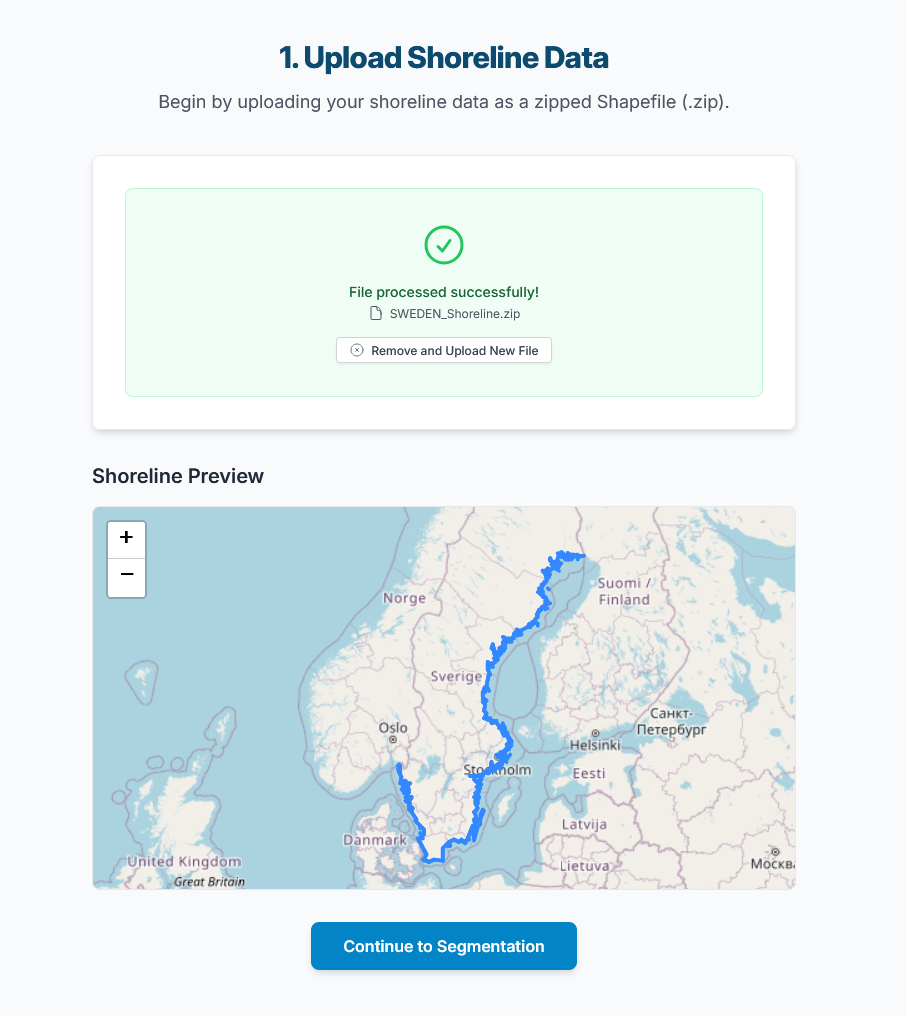 1. Upload Shoreline Data
Begin by uploading your shoreline data as a zipped Shapefile (.zip).
File processed successfully!
SWEDEN_Shoreline.zip
Remove and Upload New File
Shoreline Preview
+
−
Suomi /
Finland
Norge
Sverige
Санкт-
Петербург
Oslo
Helsinki
Stockholm
Eesti
Latvija
Danmark
United Kingdom
Lietuva
Москва
Great Britain
Continue to Segmentation